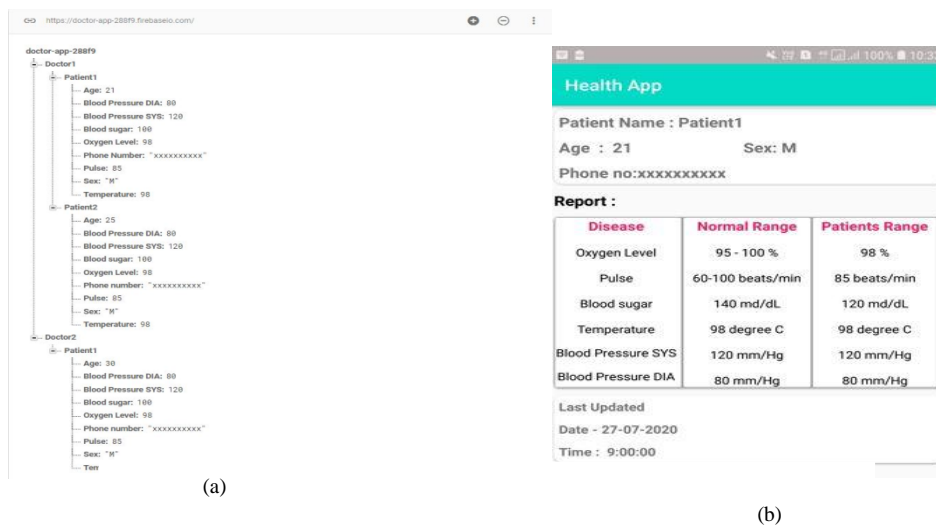 https://doctor-app-288f9.firebaseio.com/
doctor-app-288f9
Doctor1
Patient1
Age: 21
Blood Pressure DIA: 80
Blood Pressure SYS: 120
Blood sugar: 100
Oxygen Level: 98
Phone Number: "xxxxxxxxxx"
Pulse: 85
Sex: "M"
Temperature: 98
Patient2
Age: 25
Blood Pressure DIA: 80
Blood Pressure SYS: 120
Blood sugar: 100
Oxygen Level: 98
Phone number: "xxxxxxxxxx"
Pulse: 85
Sex: "M"
Temperature: 98
Doctor2
Patient1
Age: 30
Blood Pressure DIA: 80
Blood Pressure SYS: 120
Blood sugar: 100
Oxygen Level: 98
Phone number: "xxxxxxxxxx"
Pulse: 85
Sex: "M"
Tem
(a)
100% 10:33
Health App
Patient Name : Patient1
Age : 21 Sex: M
Phone no:xxxxxxxxxx
Report :
Disease Normal Range Patients Range
Oxygen Level 95 - 100 % 98 %
Pulse 60-100 beats/min 85 beats/min
Blood sugar 140 md/dL 120 md/dL
Temperature 98 degree C 98 degree C
Blood Pressure SYS 120 mm/Hg 120 mm/Hg
Blood Pressure DIA 80 mm/Hg 80 mm/Hg
Last Updated
Date - 27-07-2020
Time : 9:00:00
(b)